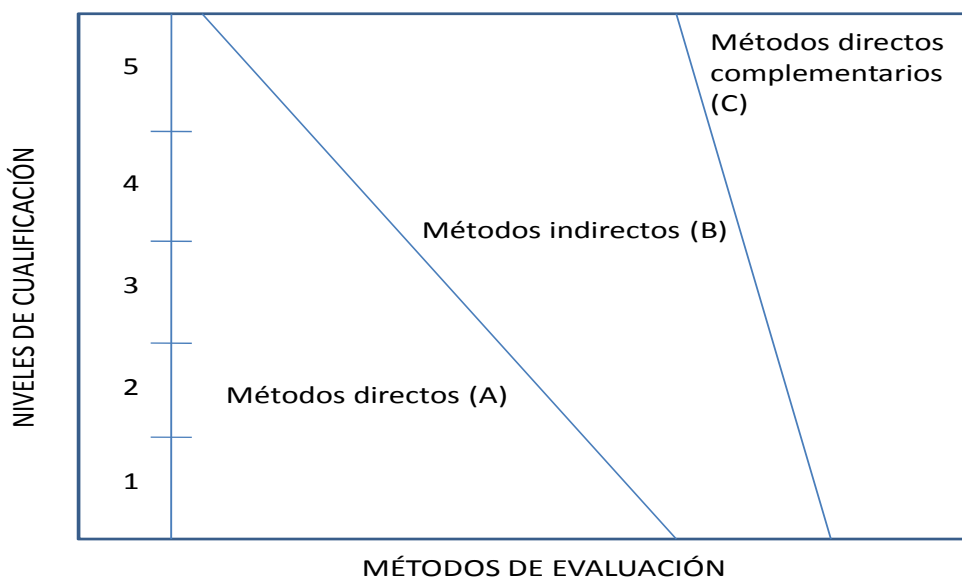 Métodos directos
complementarios
(C)
5
4
Métodos indirectos (B)
3
2
Métodos directos (A)
1
NIVELES DE CUALIFICACIÓN
MÉTODOS DE EVALUACIÓN